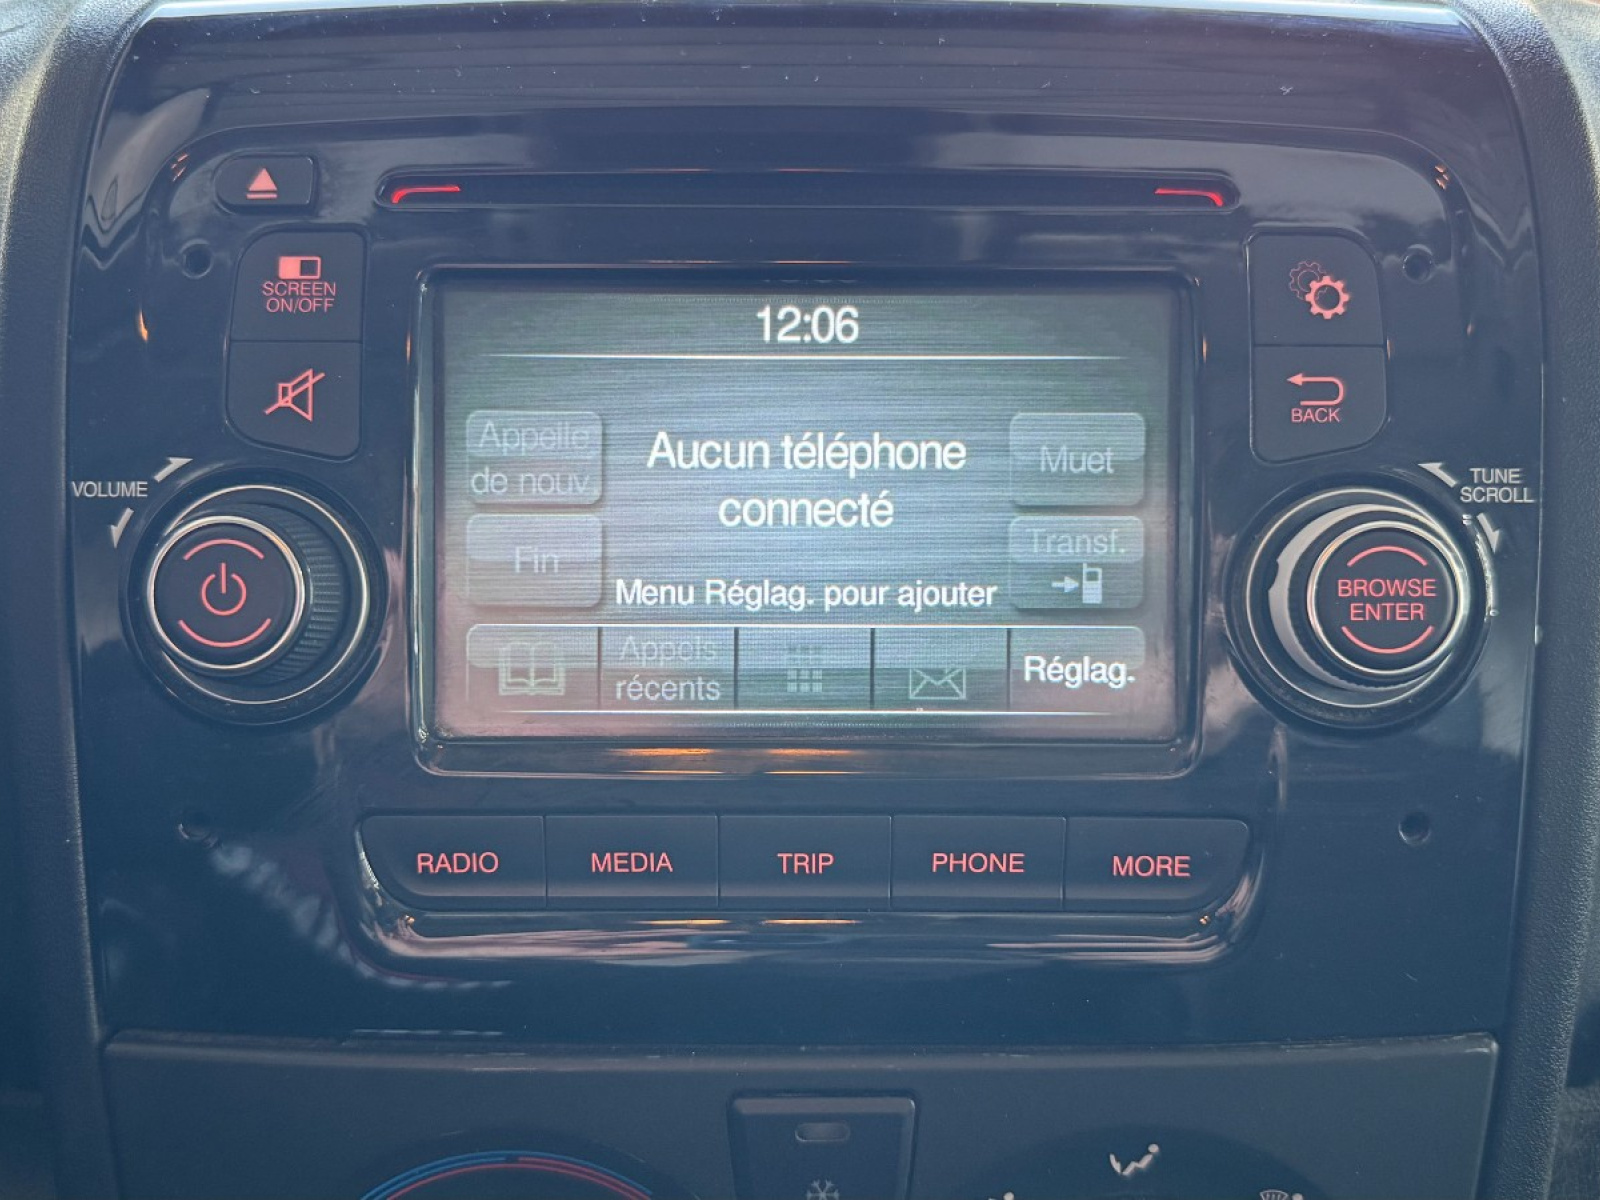 SCREEN
ON/OFF
VOLUME
12:06
Appelle
de nouv
Fin
Aucun téléphone
connecté
Menu Réglag. pour ajouter
Muet
Transf.
Appels
récents
Réglag.
BACK
TUNE
SCROLL
BROWSE
ENTER
RADIO
MEDIA
TRIP
PHONE
MORE